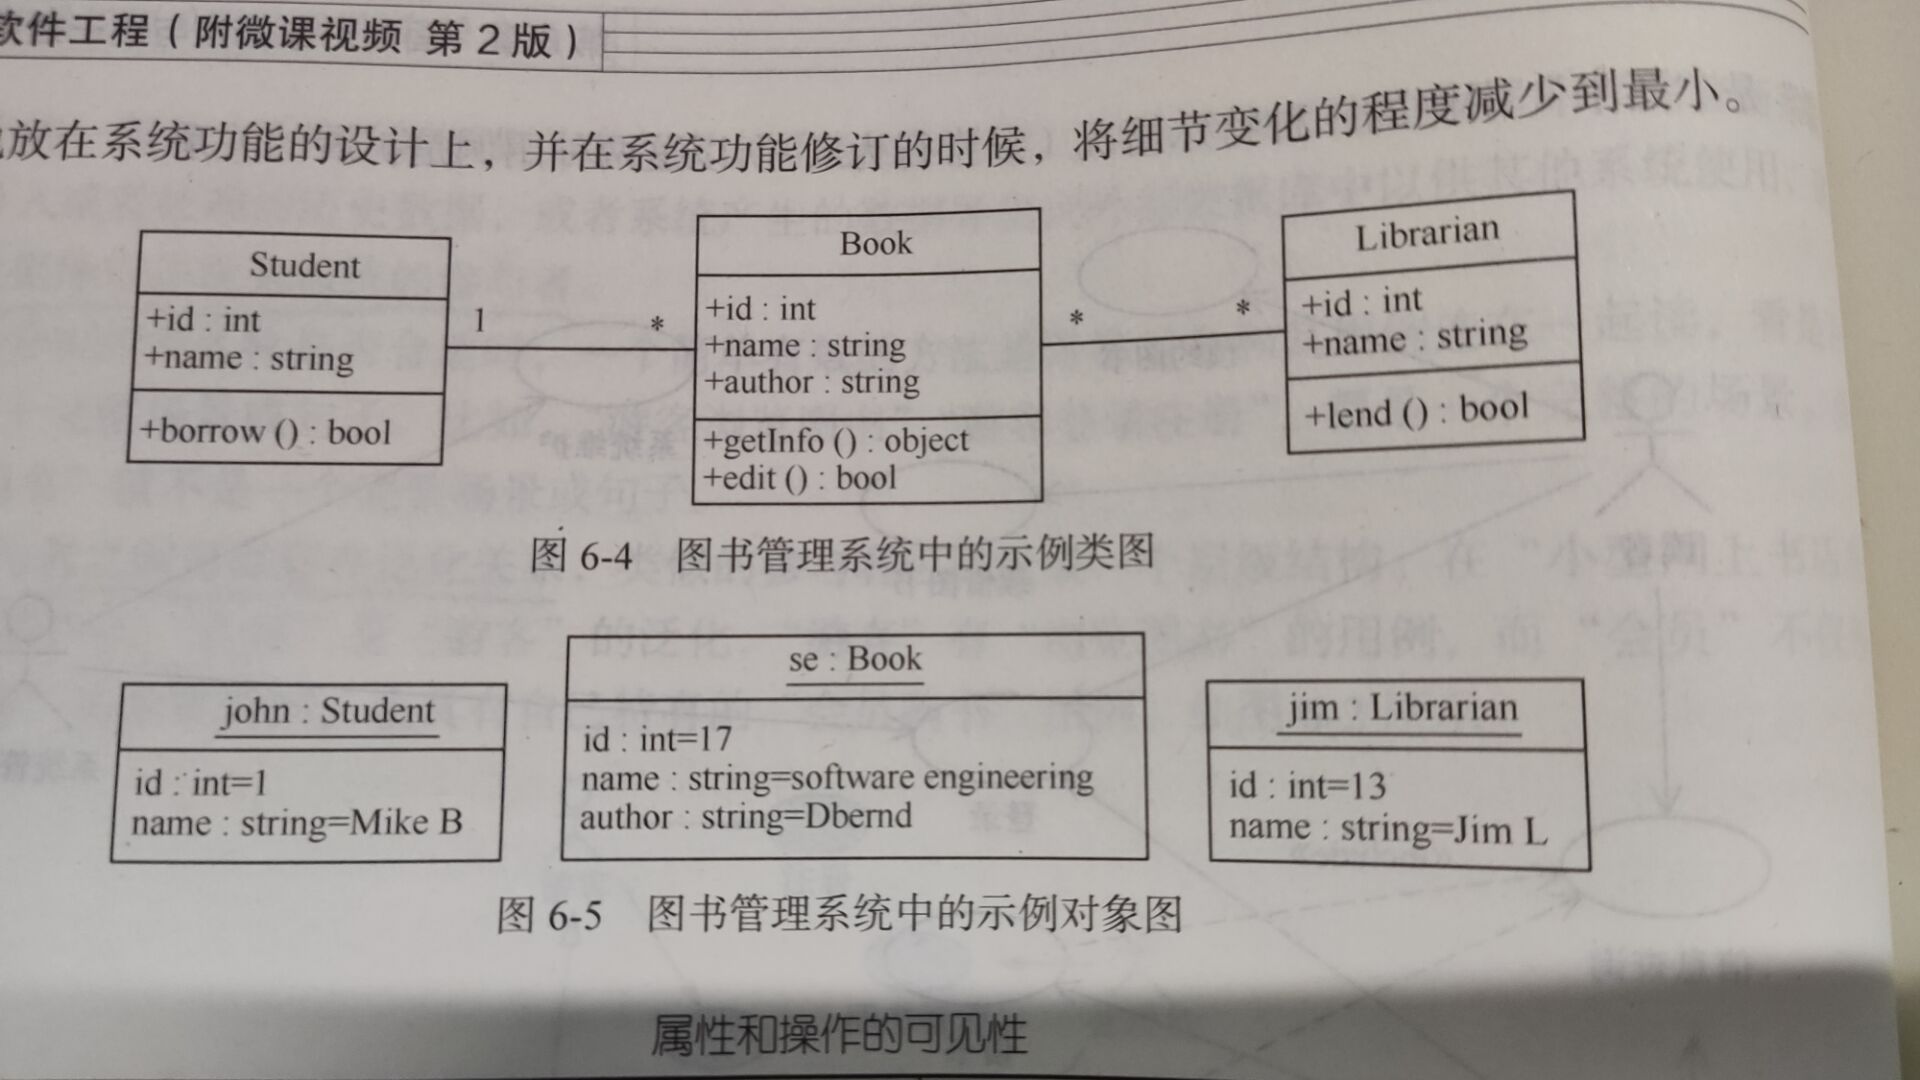 软件工程（附微课视频 第2版）
放在系统功能的设计上，并在系统功能修订的时候，将细节变化的程度减少到最小。
Student
+id : int
+name : string
+borrow () : bool
1
*
Book
+id : int
+name : string
+author : string
+getInfo () : object
+edit () : bool
*
*
Librarian
+id : int
+name : string
+lend () : bool
图 6-4 图书管理系统中的示例类图
john : Student
id : int=1
name : string=Mike B
se : Book
id : int=17
name : string=software engineering
author : string=Dbernd
jim : Librarian
id : int=13
name : string=Jim L
图 6-5 图书管理系统中的示例对象图
属性和操作的可见性